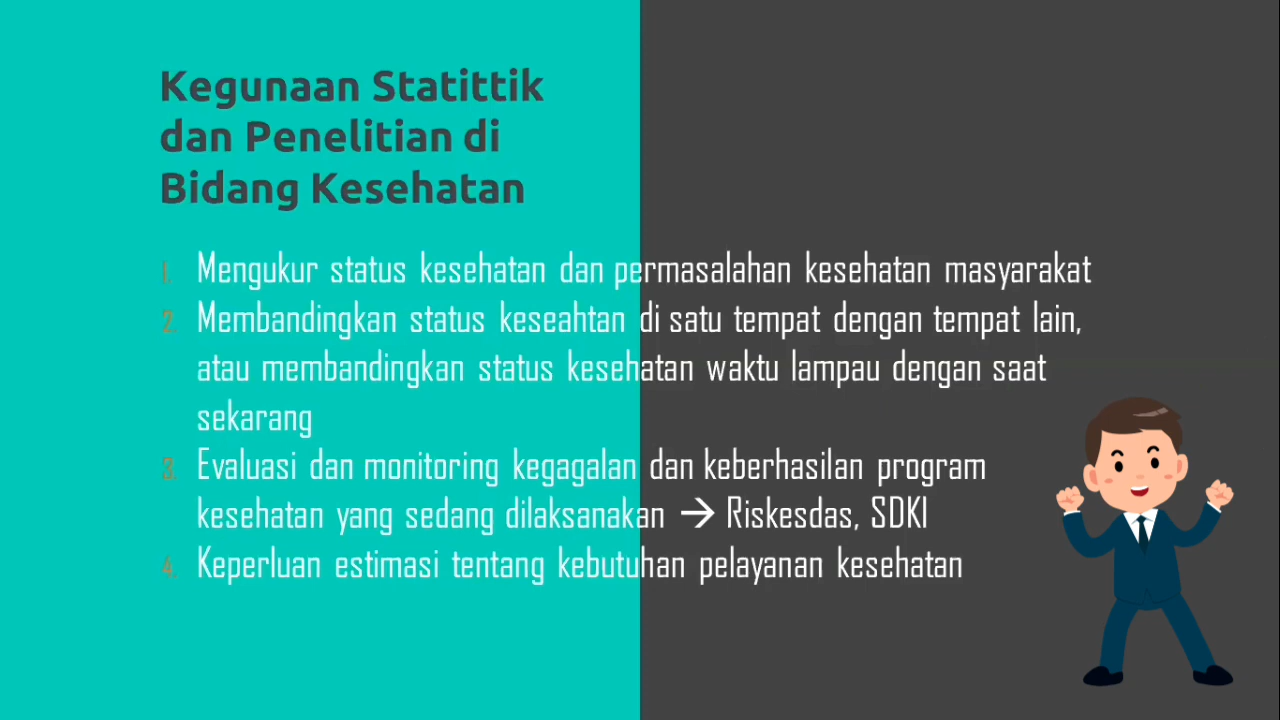 Kegunaan Statittik
dan Penelitian di
Bidang Kesehatan
1. Mengukur status kesehatan dan permasalahan kesehatan masyarakat
2. Membandingkan status keseahtan di satu tempat dengan tempat lain,
atau membandingkan status kesehatan waktu lampau dengan saat
sekarang
3. Evaluasi dan monitoring kegagalan dan keberhasilan program
kesehatan yang sedang dilaksanakan → Riskesdas, SDKI
4. Keperluan estimasi tentang kebutuhan pelayanan kesehatan